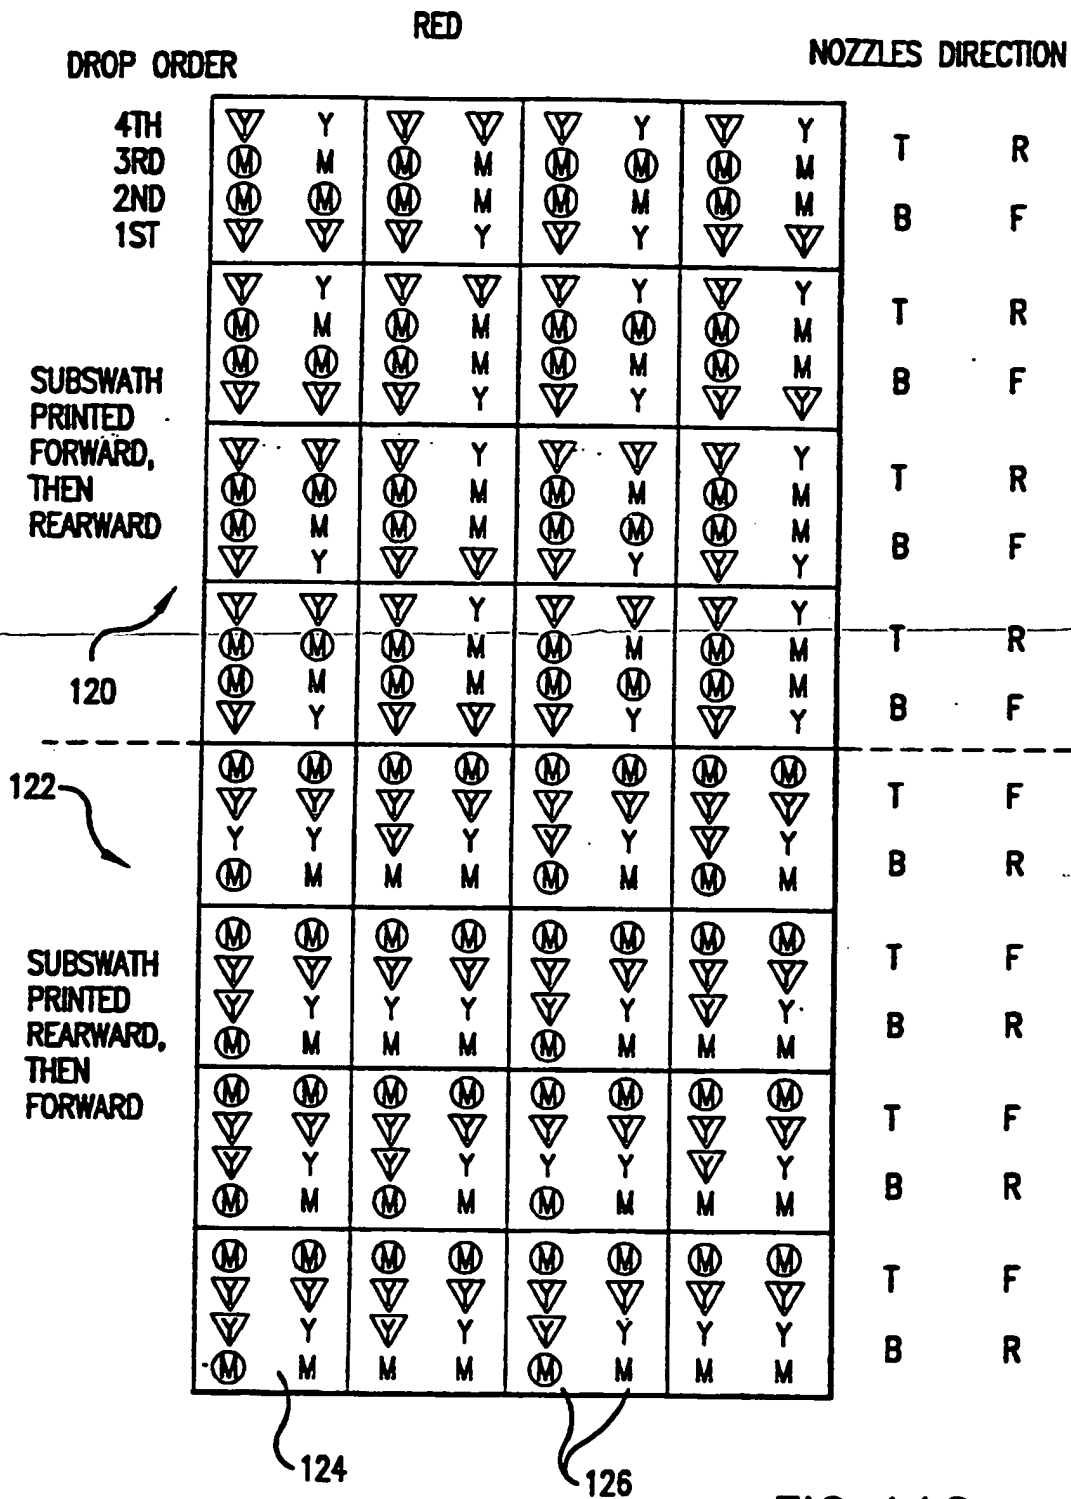 RED
DROP ORDER
NOZZLES DIRECTION
4TH Y Y Y Y Y Y Y Y
3RD M M M M M M M M T R
2ND M M M M M M M M
1ST Y Y Y Y Y Y Y Y B F
Y Y Y Y Y Y Y Y
M M M M M M M M T R
M M M M M M M M
Y Y Y Y Y Y Y Y B F
SUBSWATH
PRINTED
FORWARD,
THEN
REARWARD
Y Y Y Y Y Y Y Y
M M M M M M M M T R
M M M M M M M M
Y Y Y Y Y Y Y Y B F
Y Y Y Y Y Y Y Y
M M M M M M M M T R
M M M M M M M M
Y Y Y Y Y Y Y Y B F
120
122
M M M M M M M M
Y Y Y Y Y Y Y Y T F
Y Y Y Y Y Y Y Y
M M M M M M M M B R
M M M M M M M M
Y Y Y Y Y Y Y Y T F
Y Y Y Y Y Y Y Y
M M M M M M M M B R
SUBSWATH
PRINTED
REARWARD,
THEN
FORWARD
M M M M M M M M
Y Y Y Y Y Y Y Y T F
Y Y Y Y Y Y Y Y
M M M M M M M M B R
M M M M M M M M
Y Y Y Y Y Y Y Y T F
Y Y Y Y Y Y Y Y
M M M M M M M M B R
124
126